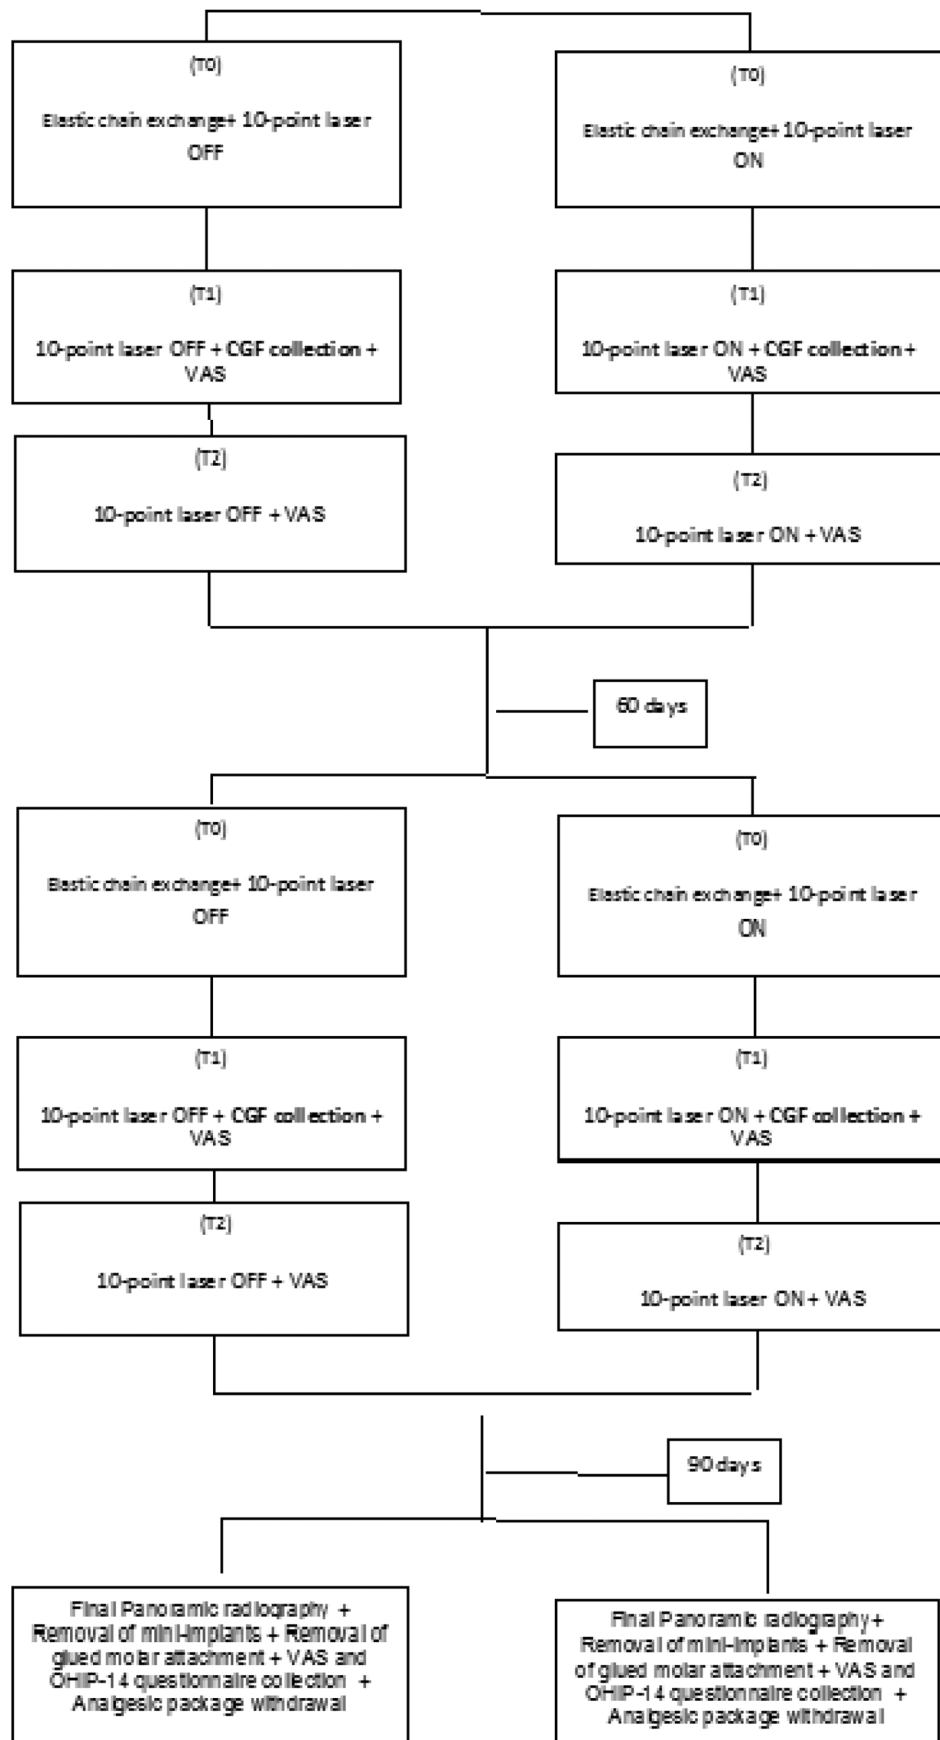 (T0)
Elastic chain exchange+ 10-point laser
OFF
(T0)
Elastic chain exchange+ 10-point laser
ON
(T1)
10-point laser OFF + CGF collection +
VAS
(T1)
10-point laser ON + CGF collection +
VAS
(T2)
10-point laser OFF + VAS
(T2)
10-point laser ON + VAS
60 days
(T0)
Elastic chain exchange+ 10-point laser
OFF
(T0)
Elastic chain exchange+ 10-point laser
ON
(T1)
10-point laser OFF + CGF collection +
VAS
(T1)
10-point laser ON + CGF collection +
VAS
(T2)
10-point laser OFF + VAS
(T2)
10-point laser ON + VAS
90 days
Final Panoramic radiography +
Removal of mini-implants + Removal of
glued molar attachment + VAS and
OHIP-14 questionnaire collection +
Analgesic package withdrawal
Final Panoramic radiography+
Removal of mini-implants + Removal
of glued molar attachment + VAS and
OHIP-14 questionnaire collection +
Analgesic package withdrawal